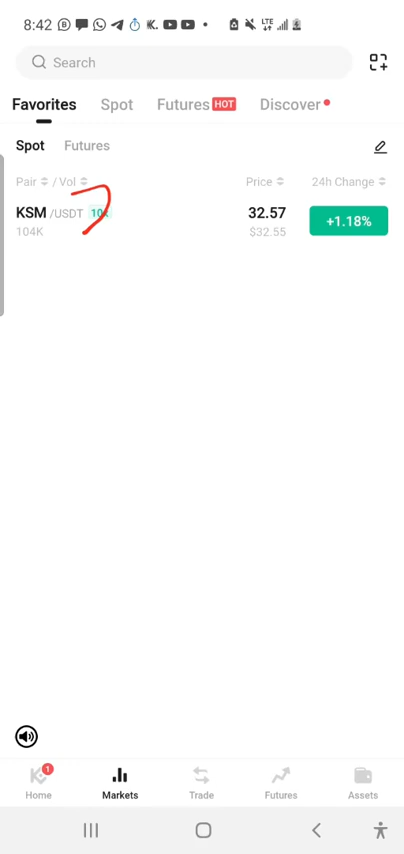 8:42 LTE
Search
Favorites Spot Futures HOT Discover
Spot Futures
Pair / Vol Price 24h Change
KSM /USDT 10x 32.57 +1.18%
104K $32.55
1
Home Markets Trade Futures Assets